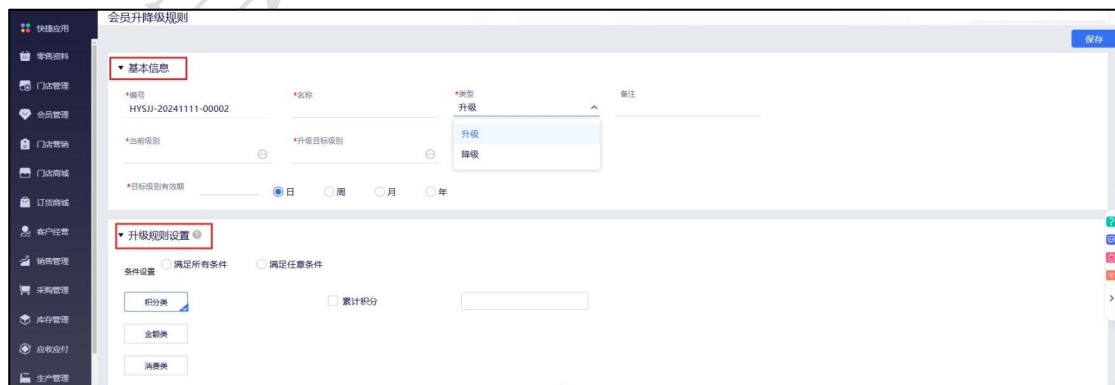 会员升降级规则
快捷应用
零售资料
门店管理
会员管理
门店营销
门店商城
订货商城
客户经营
销售管理
采购管理
库存管理
应收应付
生产管理
保存
基本信息
*编号
HYSJJ-20241111-00002
*名称
*类型
升级
升级
降级
备注
*当前级别
*升级目标级别
*目标级别有效期
日
周
月
年
升级规则设置
条件设置
满足所有条件
满足任意条件
积分类
累计积分
金额类
消费类